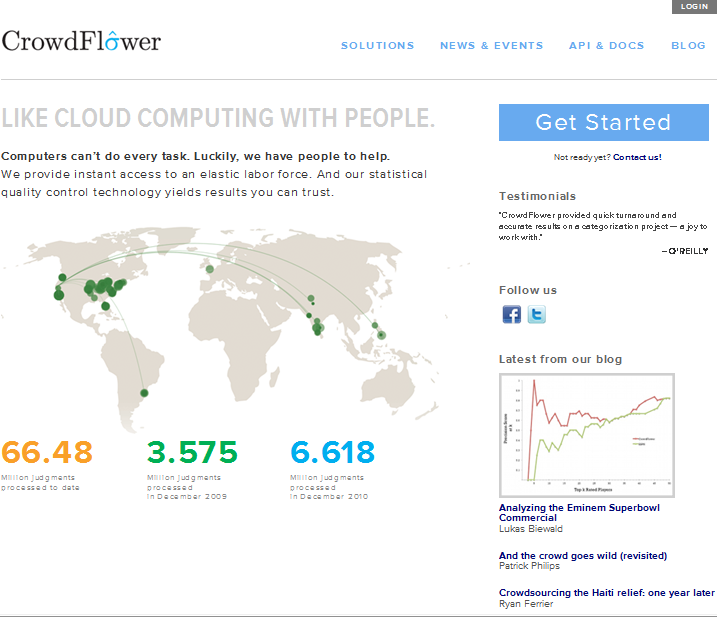 LOGIN
CrowdFlower
SOLUTIONS NEWS & EVENTS API & DOCS BLOG
LIKE CLOUD COMPUTING WITH PEOPLE.
Computers can't do every task. Luckily, we have people to help.
We provide instant access to an elastic labor force. And our statistical
quality control technology yields results you can trust.
66.48
Million judgments
processed to date
3.575
Million judgments
processed
in December 2009
6.618
Million judgments
processed
in December 2010
Get Started
Not ready yet? Contact us!
Testimonials
"CrowdFlower provided quick turnaround and
accurate results on a categorization project — a joy to
work with."
– O'REILLY
Follow us
Latest from our blog
Top k Rated Players
Analyzing the Eminem Superbowl
Commercial
Lukas Biewald
And the crowd goes wild (revisited)
Patrick Philips
Crowdsourcing the Haiti relief: one year later
Ryan Ferrier